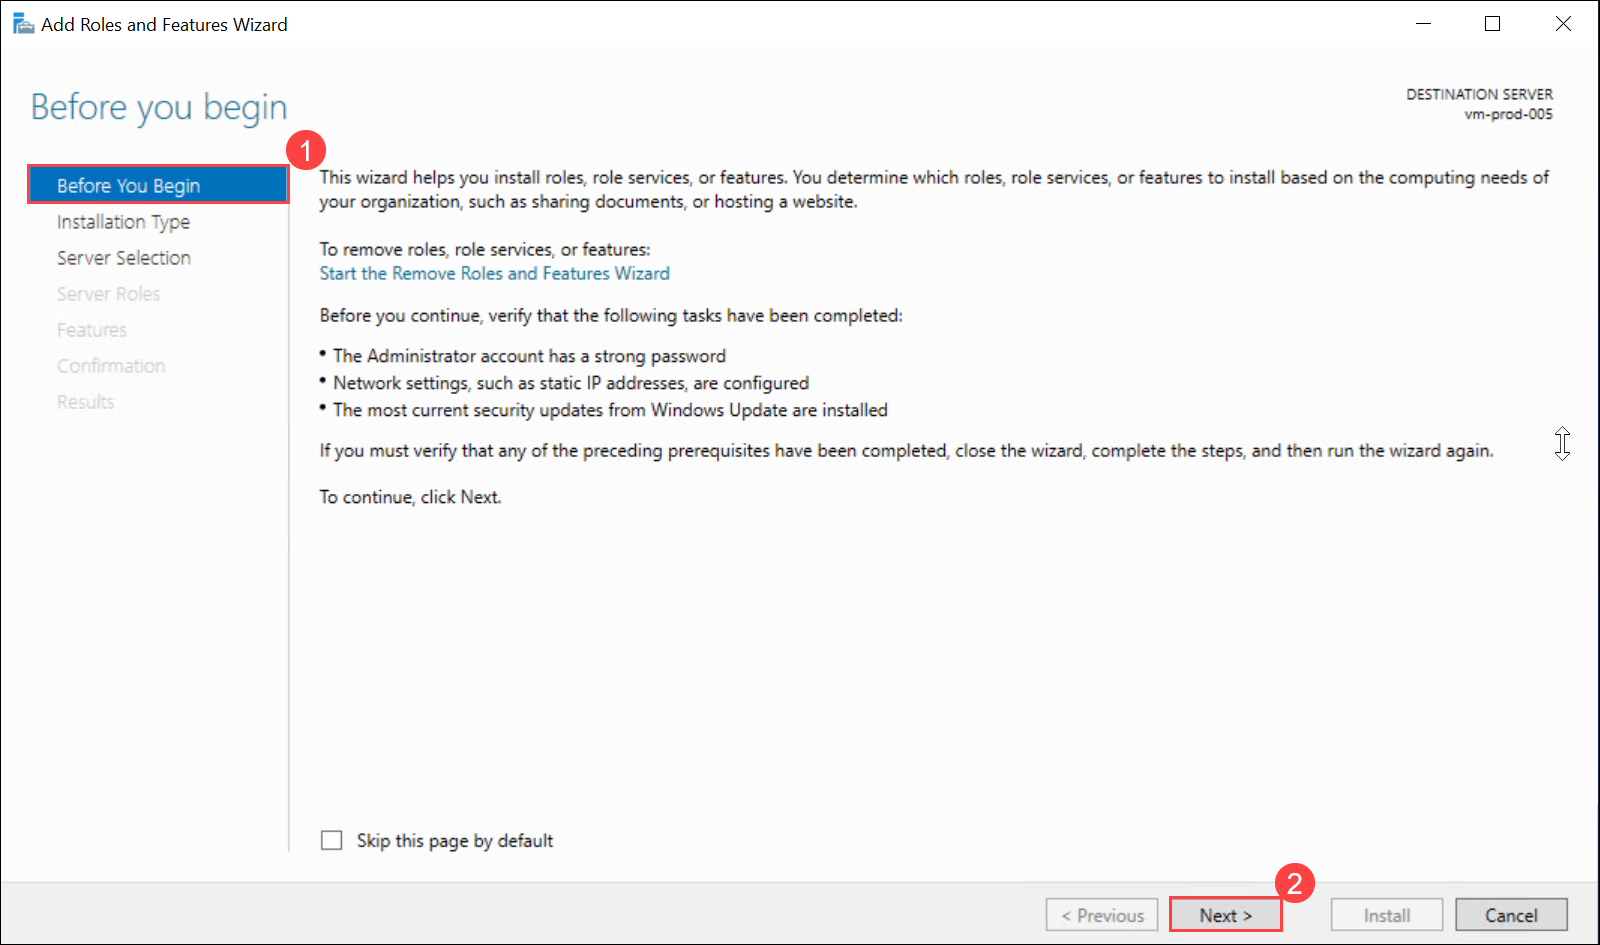 Add Roles and Features Wizard
Before you begin
DESTINATION SERVER
vm-prod-005
1
Before You Begin
Installation Type
Server Selection
Server Roles
Features
Confirmation
Results
This wizard helps you install roles, role services, or features. You determine which roles, role services, or features to install based on the computing needs of
your organization, such as sharing documents, or hosting a website.
To remove roles, role services, or features:
Start the Remove Roles and Features Wizard
Before you continue, verify that the following tasks have been completed:
• The Administrator account has a strong password
• Network settings, such as static IP addresses, are configured
• The most current security updates from Windows Update are installed
If you must verify that any of the preceding prerequisites have been completed, close the wizard, complete the steps, and then run the wizard again.
To continue, click Next.
Skip this page by default
2
< Previous
Next >
Install
Cancel